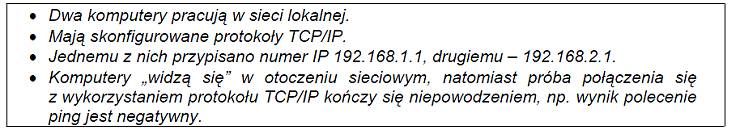 • Dwa komputery pracują w sieci lokalnej.
• Mają skonfigurowane protokoły TCP/IP.
• Jednemu z nich przypisano numer IP 192.168.1.1, drugiemu – 192.168.2.1.
• Komputery „widzą się” w otoczeniu sieciowym, natomiast próba połączenia się
z wykorzystaniem protokołu TCP/IP kończy się niepowodzeniem, np. wynik polecenie
ping jest negatywny.